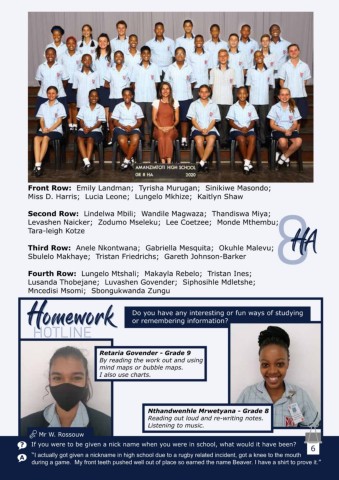 AMANZIMTOTI HIGH SCHOOL
GR 8 HA 2020
Front Row: Emily Landman; Tyrisha Murugan; Sinikiwe Masondo;
Miss D. Harris; Lucia Leone; Lungelo Mkhize; Kaitlyn Shaw
Second Row: Lindelwa Mbili; Wandile Magwaza; Thandiswa Miya;
Levashen Naicker; Zodumo Mseleku; Lee Coetzee; Monde Mthembu;
Tara-leigh Kotze
8HA
Third Row: Anele Nkontwana; Gabriella Mesquita; Okuhle Malevu;
Sbulelo Makhaye; Tristan Friedrichs; Gareth Johnson-Barker
Fourth Row: Lungelo Mtshali; Makayla Rebelo; Tristan Ines;
Lusanda Thobejane; Luvashen Govender; Siphosihle Mdletshe;
Mncedisi Msomi; Sbongukwanda Zungu
Homework
HOTLINE
Do you have any interesting or fun ways of studying
or remembering information?
Retaria Govender - Grade 9
By reading the work out and using
mind maps or bubble maps.
I also use charts.
Nthandwenhle Mrwetyana - Grade 8
Reading out loud and re-writing notes.
Listening to music.
Mr W. Rossouw
? If you were to be given a nick name when you were in school, what would it have been?
6
A "I actually got given a nickname in high school due to a rugby related incident, got a knee to the mouth
during a game. My front teeth pushed well out of place so earned the name Beaver. I have a shirt to prove it."